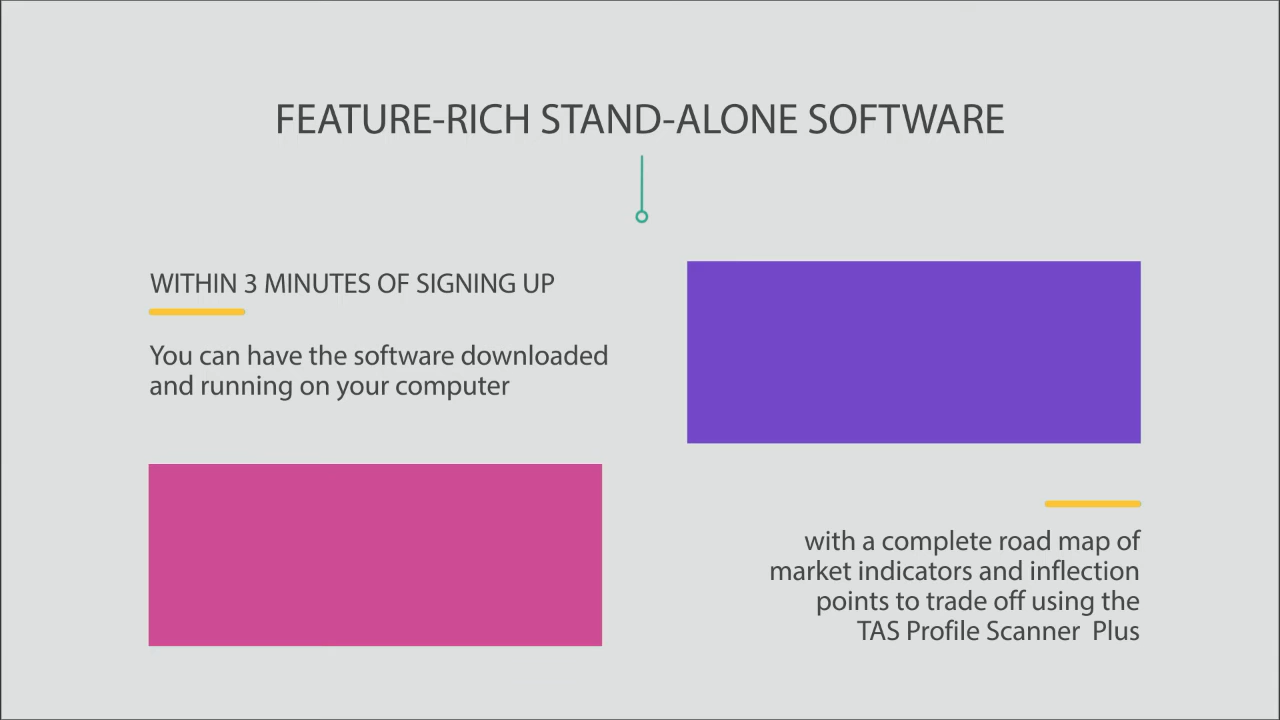 FEATURE-RICH STAND-ALONE SOFTWARE
WITHIN 3 MINUTES OF SIGNING UP
You can have the software downloaded
and running on your computer
with a complete road map of
market indicators and inflection
points to trade off using the
TAS Profile Scanner  Plus